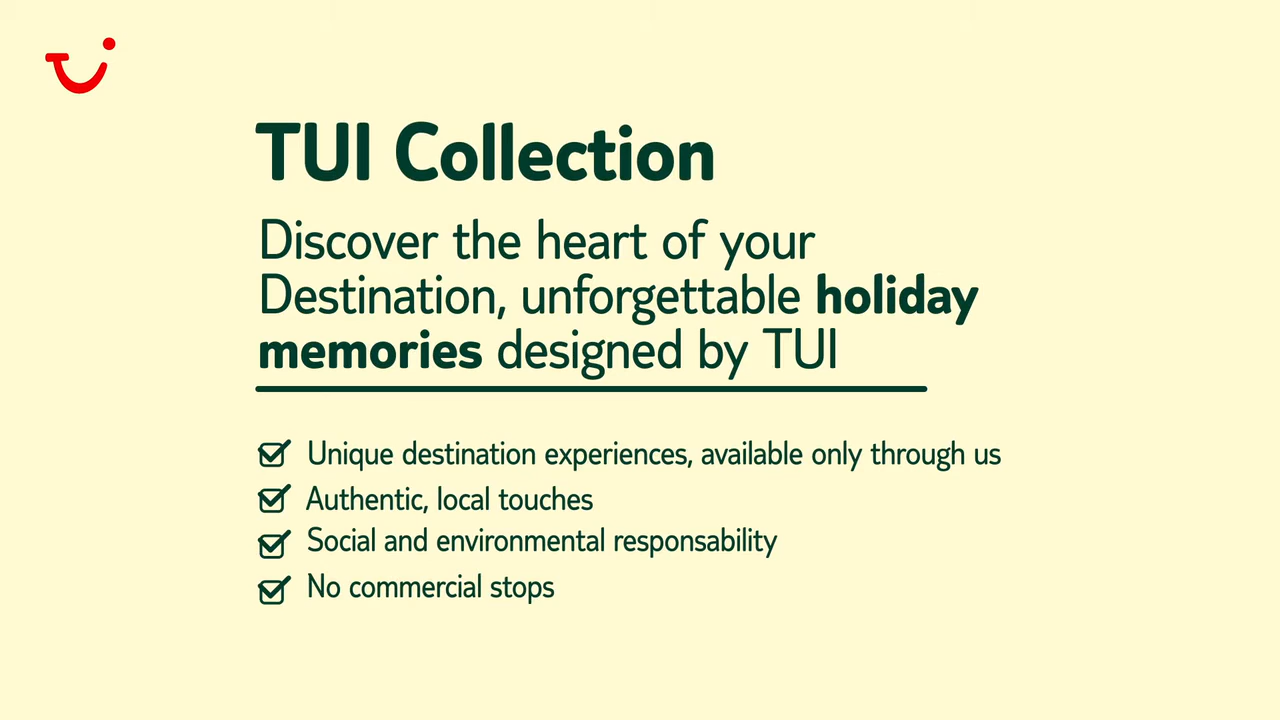 TUI Collection
Discover the heart of your
Destination, unforgettable holiday
memories designed by TUI
Unique destination experiences, available only through us
Authentic, local touches
Social and environmental responsability
No commercial stops